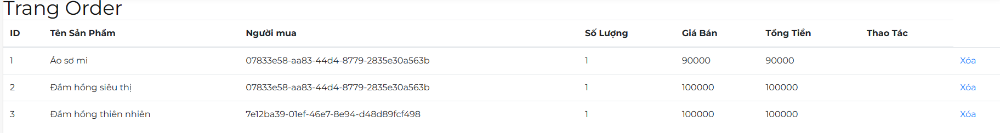 Trang Order
ID Tên Sản Phẩm Người mua Số Lượng Giá Bán Tổng Tiền Thao Tác
1 Áo sơ mi 07833e58-aa83-44d4-8779-2835e30a563b 1 90000 90000 Xóa
2 Đầm hồng siêu thị 07833e58-aa83-44d4-8779-2835e30a563b 1 100000 100000 Xóa
3 Đầm hồng thiên nhiên 7e12ba39-01ef-46e7-8e94-d48d89fcf498 1 100000 100000 Xóa